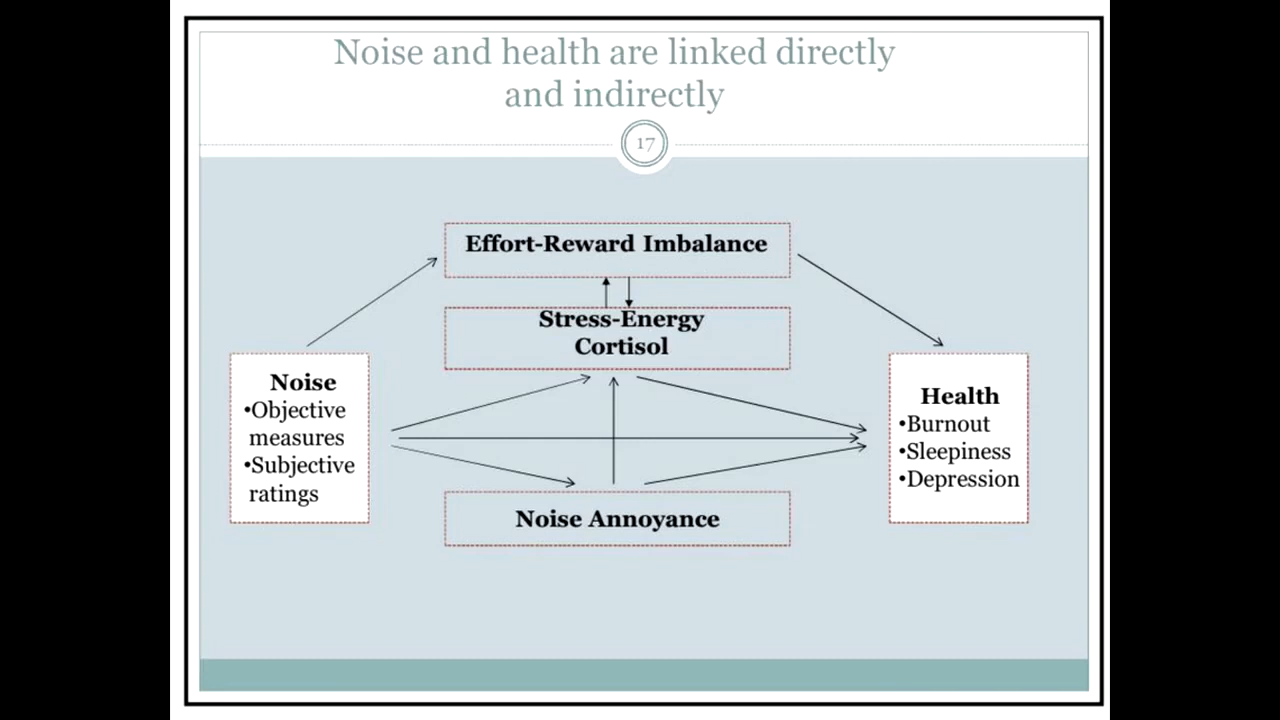 Noise and health are linked directly
and indirectly
17
Effort-Reward Imbalance
Stress-Energy
Cortisol
Noise
•Objective
measures
•Subjective
ratings
Health
•Burnout
•Sleepiness
•Depression
Noise Annoyance